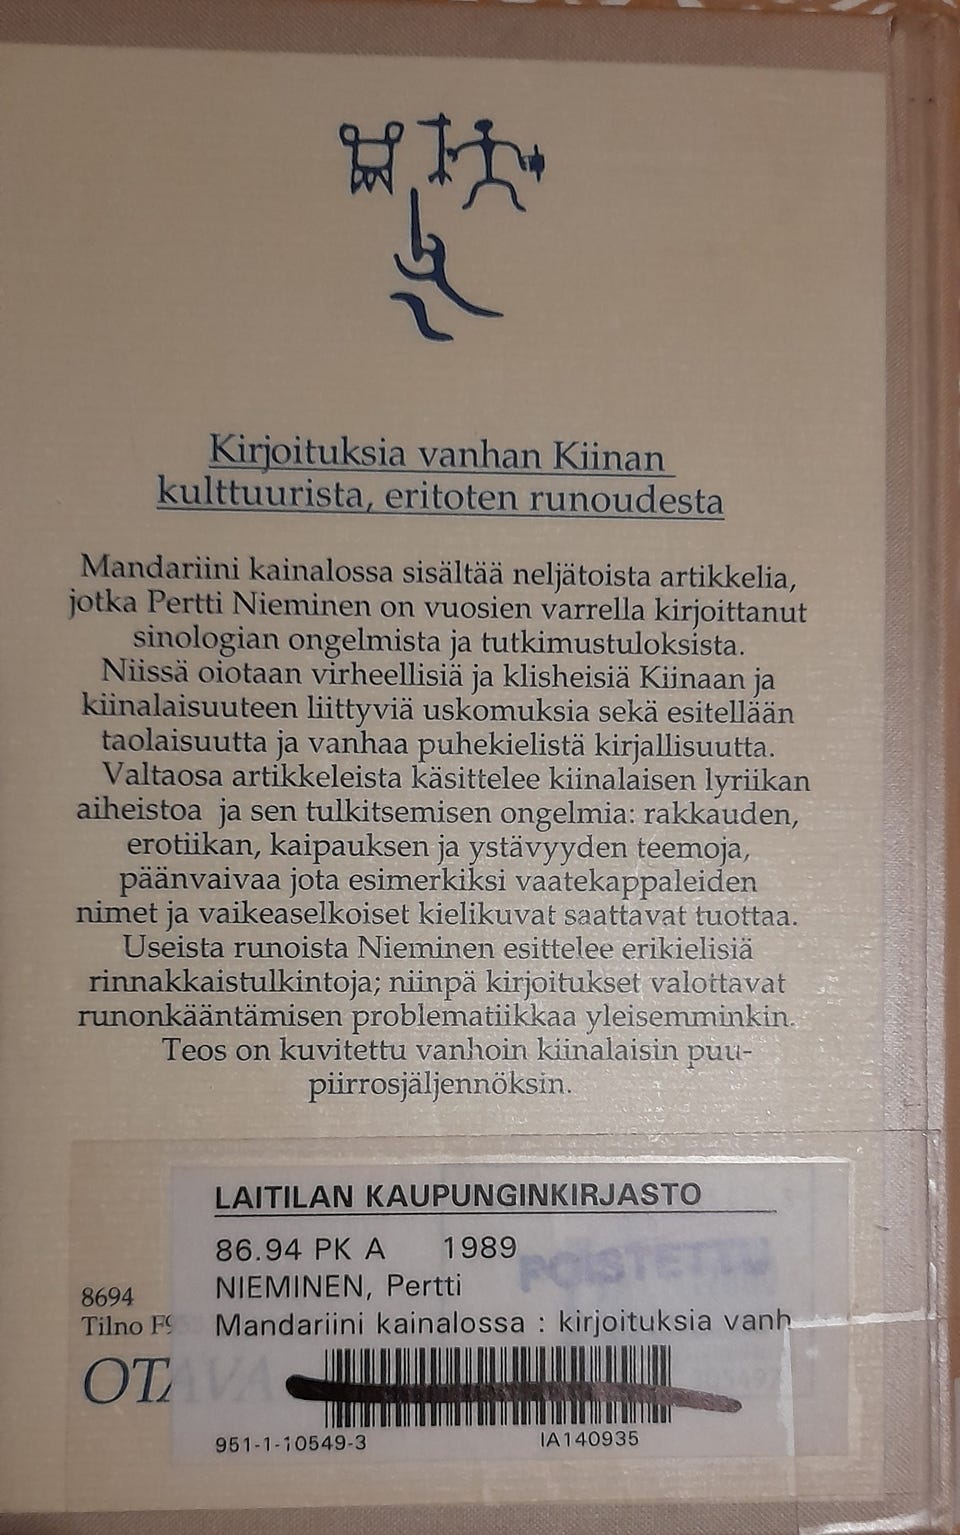 Kirjoituksia vanhan Kiinan
kulttuurista, eritoten runoudesta
Mandariini kainalossa sisältää neljätoista artikkelia,
jotka Pertti Nieminen on vuosien varrella kirjoittanut
sinologian ongelmista ja tutkimustuloksista.
Niissä oiotaan virheellisiä ja klisheisiä Kiinaan ja
kiinalaisuuteen liittyviä uskomuksia sekä esitellään
taolaisuutta ja vanhaa puhekielistä kirjallisuutta.
Valtaosa artikkeleista käsittelee kiinalaisen lyriikan
aiheistoa ja sen tulkitsemisen ongelmia: rakkauden,
erotiikan, kaipauksen ja ystävyyden teemoja,
päänvaivaa jota esimerkiksi vaatekappaleiden
nimet ja vaikeaselkoiset kielikuvat saattavat tuottaa.
Useista runoista Nieminen esittelee erikielisiä
rinnakkaistulkintoja; niinpä kirjoitukset valottavat
runonkääntämisen problematiikkaa yleisemminkin.
Teos on kuvitettu vanhoin kiinalaisin puu-
piirrosjäljennöksin.
LAITILAN KAUPUNGINKIRJASTO
86.94 PK A 1989
POISTETTU
NIEMINEN, Pertti
Mandariini kainalossa : kirjoituksia vanh
8694
Tilno
OTAVA
951-1-10549-3 IA140935